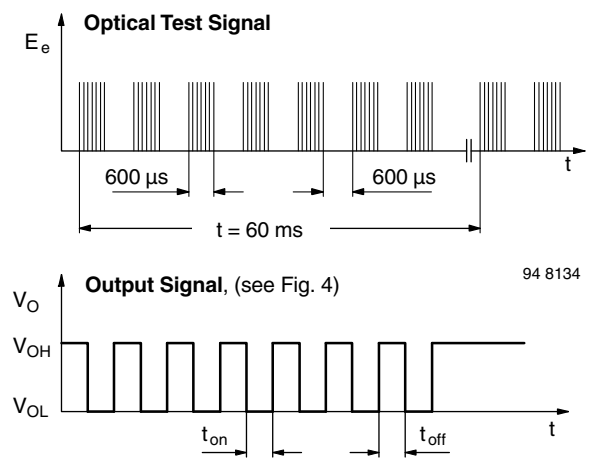 Optical Test Signal
E e
t
600 µs
600 µs
t = 60 ms
94 8134
Output Signal, (see Fig. 4)
V O
V OH
V OL
t on
t off
t